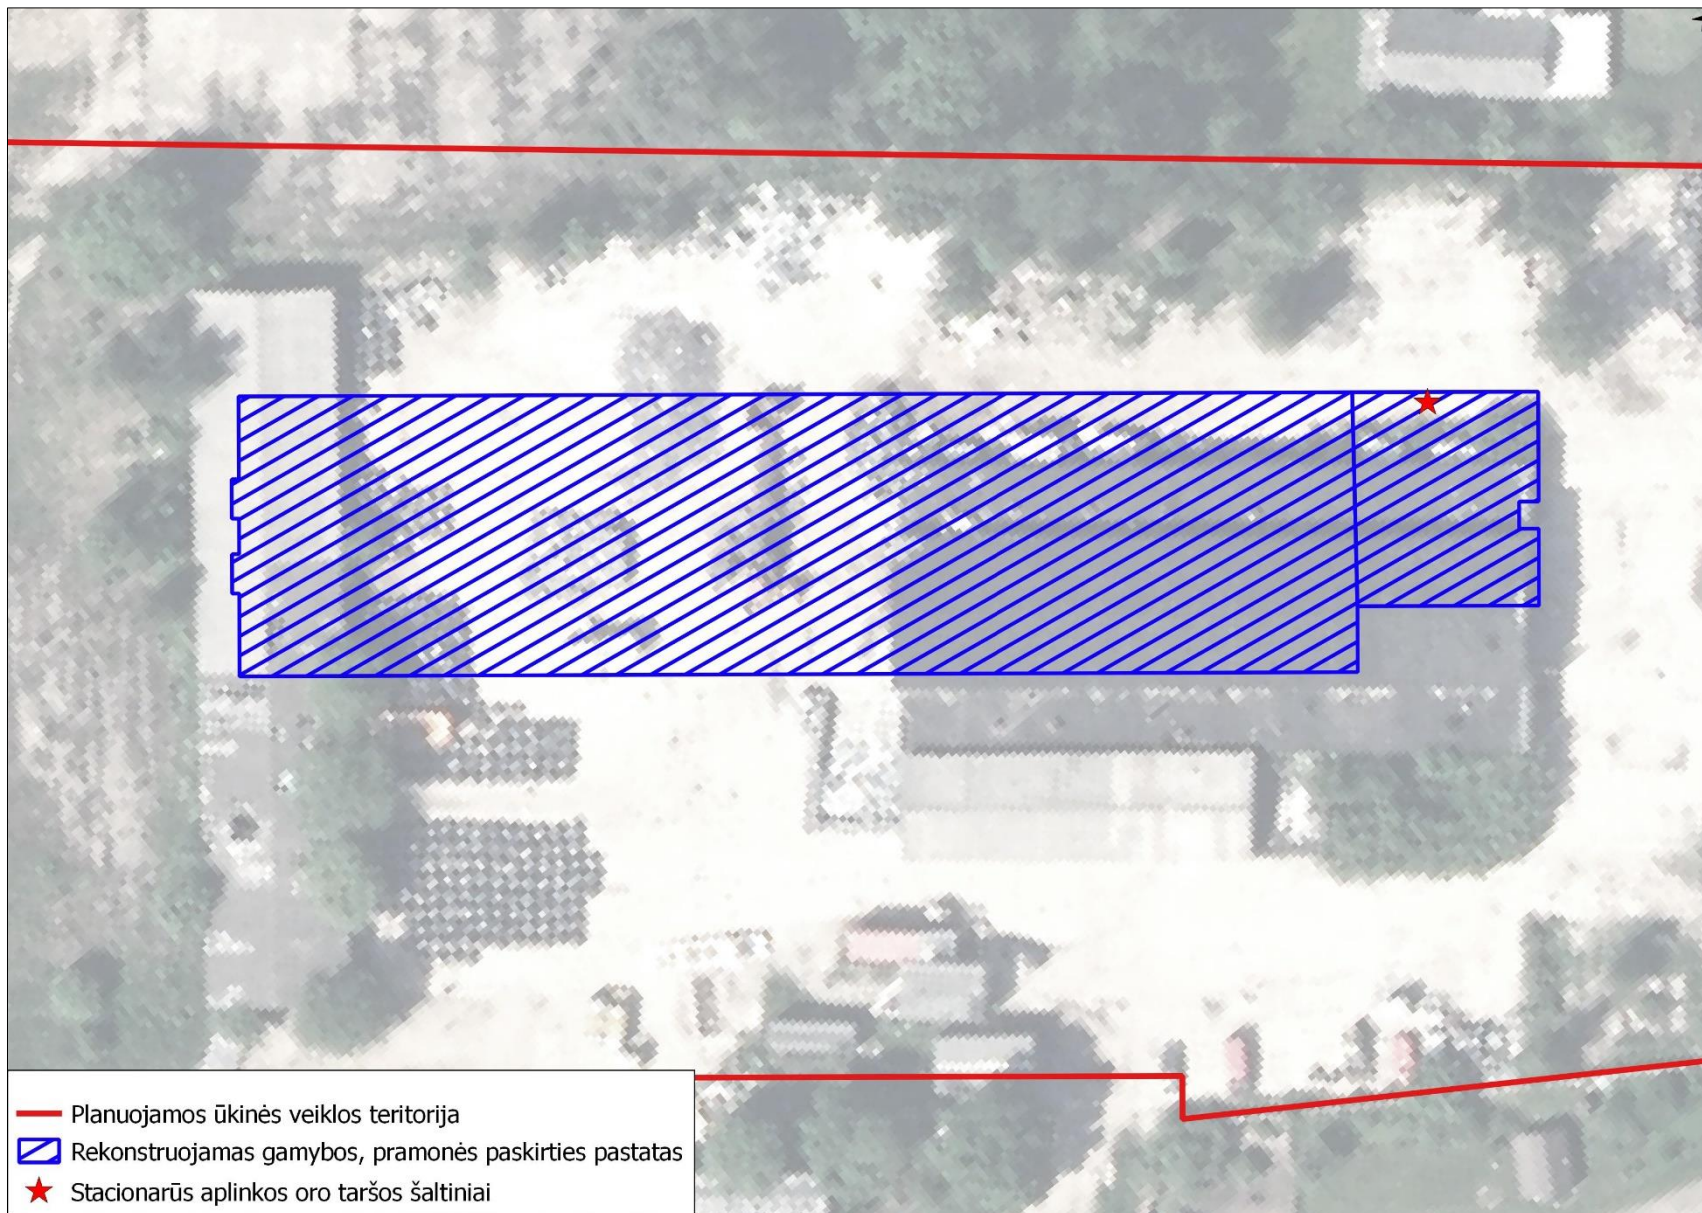 Planuojamos ūkinės veiklos teritorija
Rekonstruojamas gamybos, pramonės paskirties pastatas
Stacionarūs aplinkos oro taršos šaltiniai